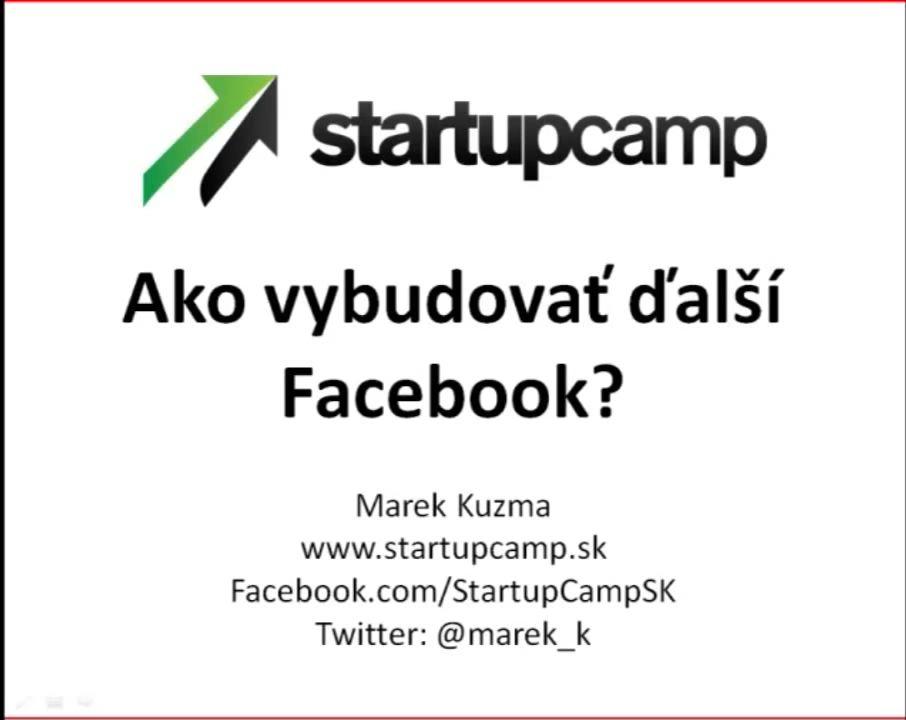 startupcamp
Ako vybudovať ďalší
Facebook?
Marek Kuzma
www.startupcamp.sk
Facebook.com/StartupCampSK
Twitter: @marek_k